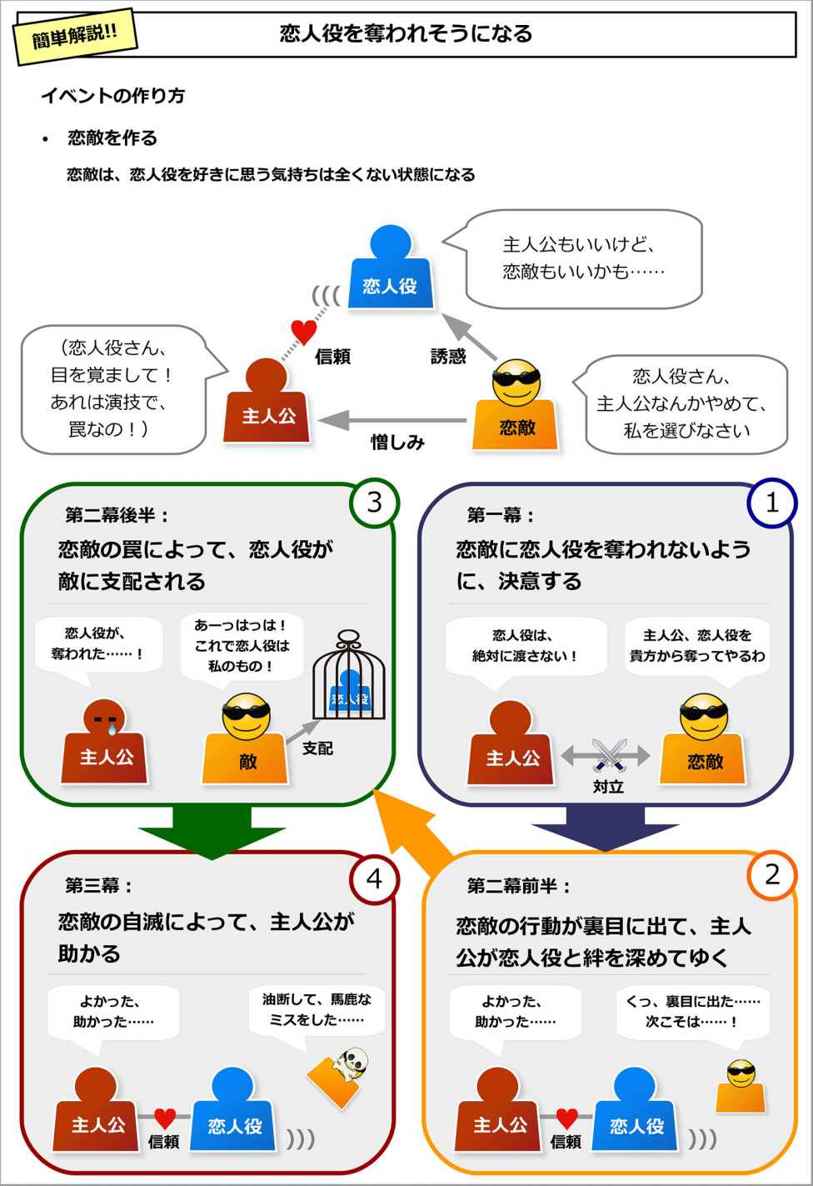 簡単解説!!
恋人役を奪われそうになる
イベントの作り方
• 恋敵を作る
恋敵は、恋人役を好きに思う気持ちは全くない状態になる
恋人役
主人公もいいけど、
恋敵もいいかも……
(((
信頼
誘惑
（恋人役さん、
目を覚まして！
あれは演技で、
罠なの！）
主人公
憎しみ
恋敵
恋人役さん、
主人公なんかやめて、
私を選びなさい
1
第一幕：
恋敵に恋人役を奪われないよう
に、決意する
恋人役は、
絶対に渡さない！
主人公、恋人役を
貴方から奪ってやるわ
主人公
対立
恋敵
2
第二幕前半：
恋敵の行動が裏目に出て、主人
公が恋人役と絆を深めてゆく
よかった、
助かった……
くっ、裏目に出た……
次こそは……！
主人公
信頼
恋人役
)))
3
第二幕後半：
恋敵の罠によって、恋人役が
敵に支配される
恋人役が、
奪われた……！
あーっはっは！
これで恋人役は
私のもの！
主人公
敵
支配
恋人役
4
第三幕：
恋敵の自滅によって、主人公が
助かる
よかった、
助かった……
油断して、馬鹿な
ミスをした……
主人公
信頼
恋人役
)))